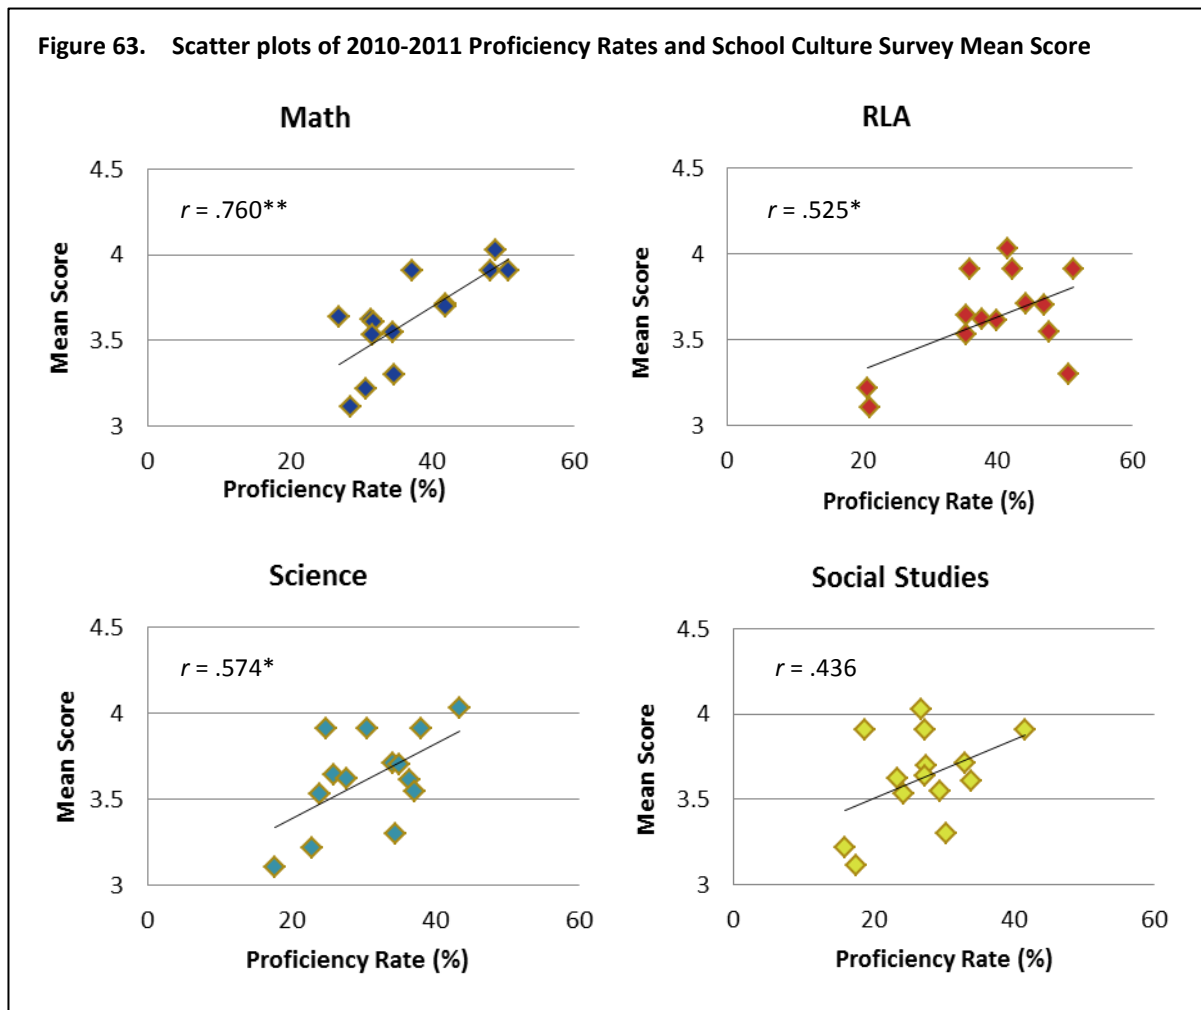 Figure 63. Scatter plots of 2010-2011 Proficiency Rates and School Culture Survey Mean Score
Math
4.5
r = .760**
4
3.5
3
0 20 40 60
Mean Score
Proficiency Rate (%)
RLA
4.5
r = .525*
4
3.5
3
0 20 40 60
Mean Score
Proficiency Rate (%)
Science
4.5
r = .574*
4
3.5
3
0 20 40 60
Mean Score
Proficiency Rate (%)
Social Studies
4.5
r = .436
4
3.5
3
0 20 40 60
Mean Score
Proficiency Rate (%)